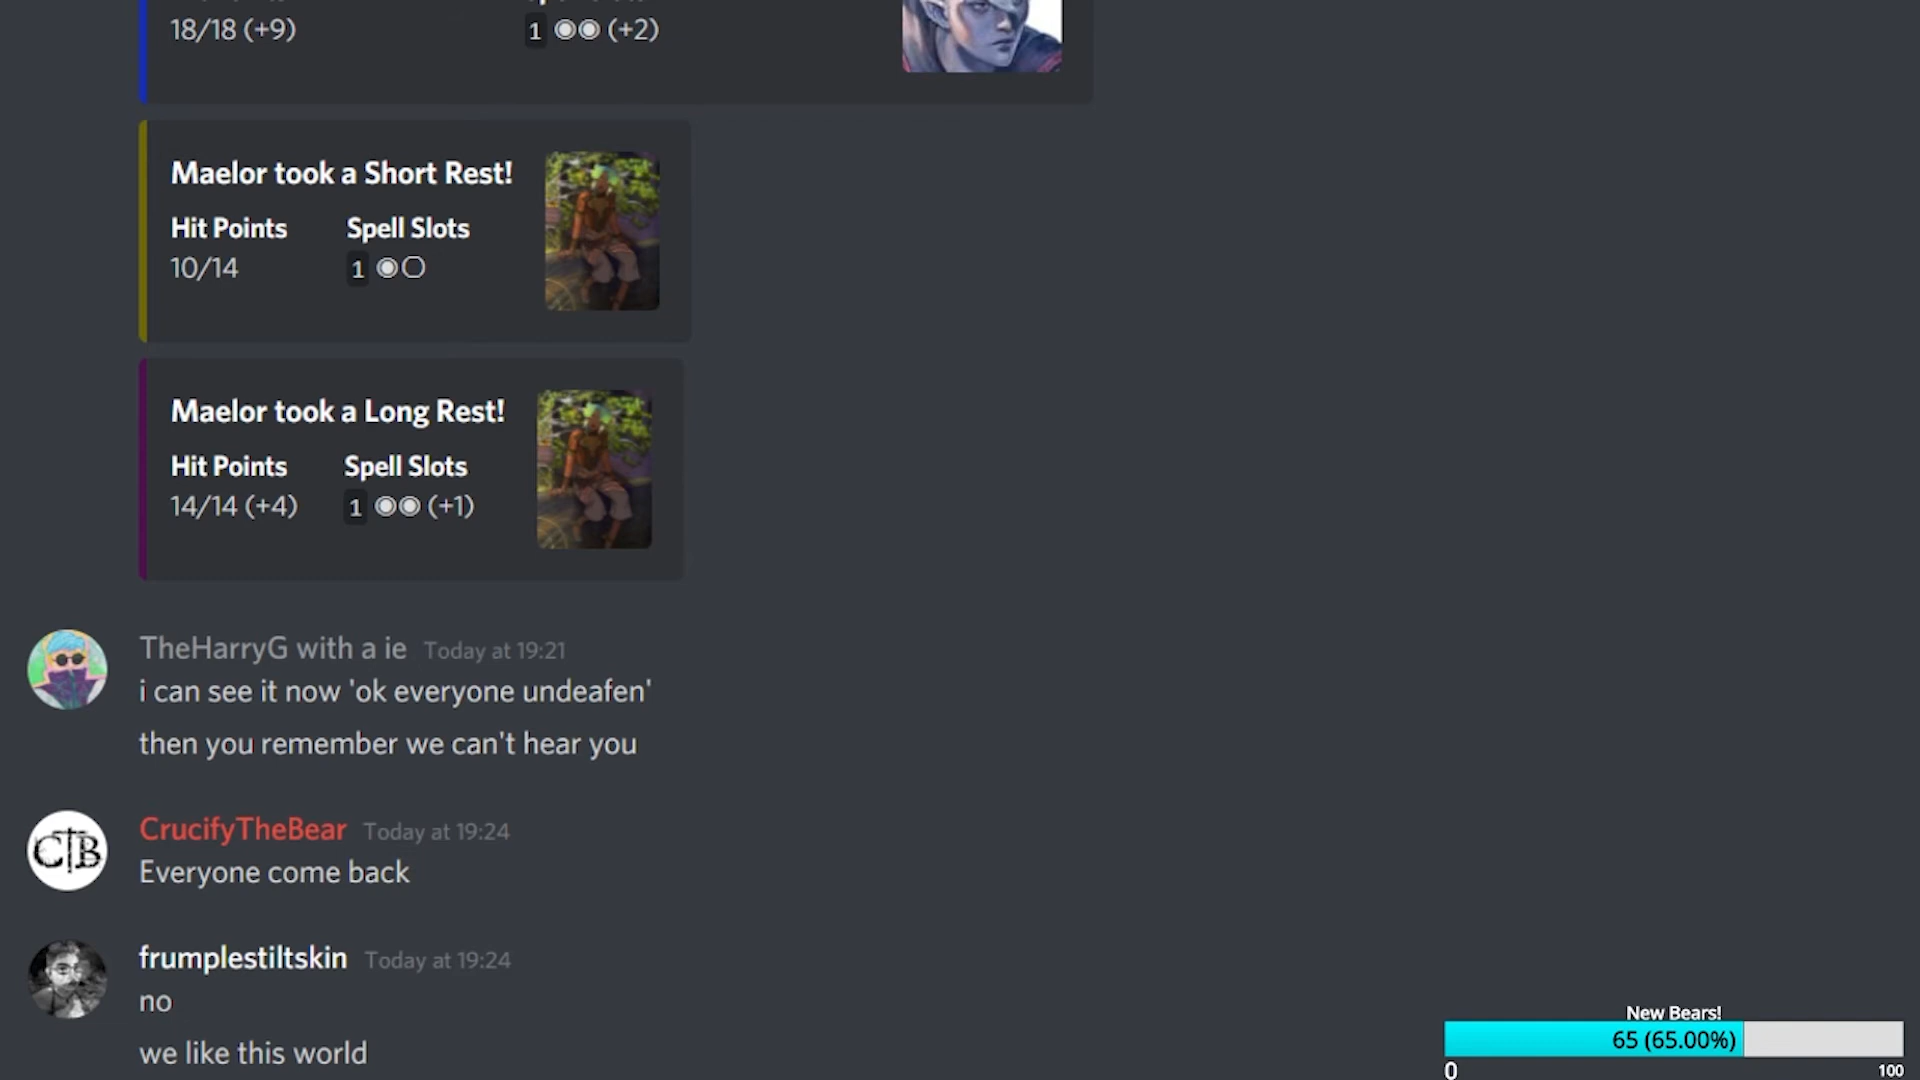 18/18 (+9)
1 ◉◉ (+2)
Maelor took a Short Rest!
Hit Points
Spell Slots
10/14
1 ◉〇
Maelor took a Long Rest!
Hit Points
Spell Slots
14/14 (+4)
1 ◉◉ (+1)
TheHarryG with a ie Today at 19:21
i can see it now 'ok everyone undeafen'
then you remember we can't hear you
CTB
CrucifyTheBear Today at 19:24
Everyone come back
frumplestiltskin Today at 19:24
no
we like this world
New Bears!
65 (65.00%)
0
100